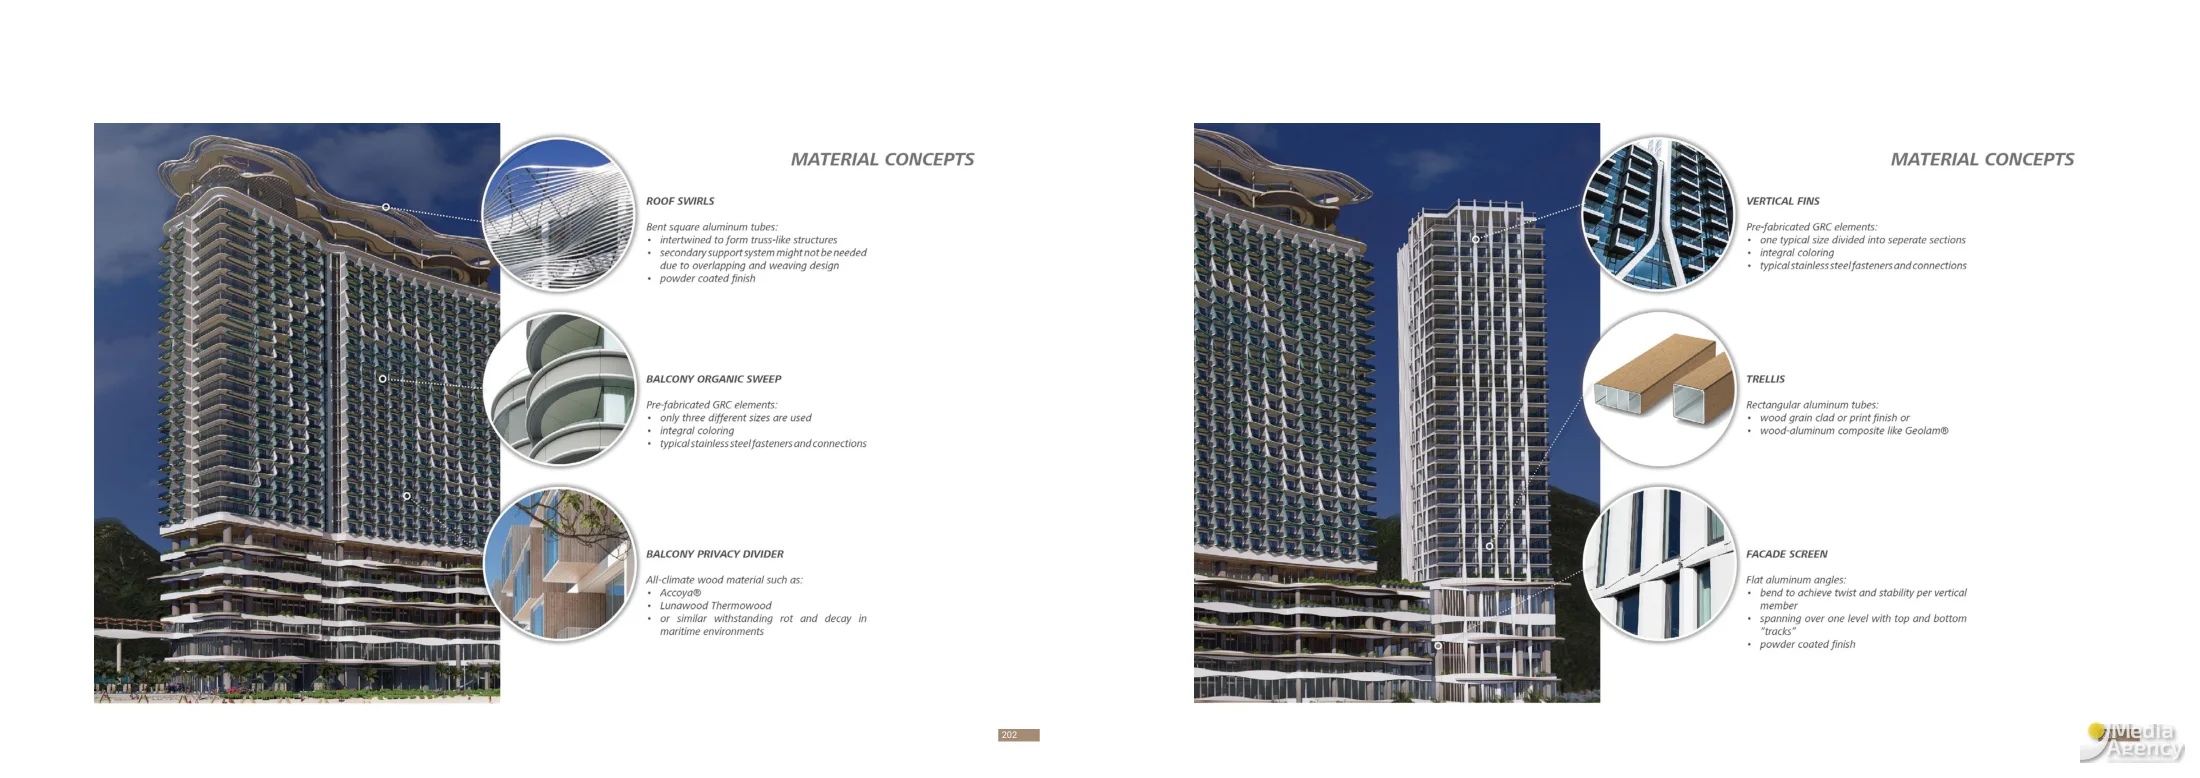 MATERIAL CONCEPTS
ROOF SWIRLS
Bent square aluminum tubes:
• intertwined to form truss-like structures
• secondary support system might not be needed
due to overlapping and weaving design
• powder coated finish
BALCONY ORGANIC SWEEP
Pre-fabricated GRC elements:
• only three different sizes are used
• integral coloring
• typical stainless steel fasteners and connections
BALCONY PRIVACY DIVIDER
All-climate wood material such as:
• Accoya®
• Lunawood Thermowood
• or similar withstanding rot and decay in
maritime environments
202
MATERIAL CONCEPTS
VERTICAL FINS
Pre-fabricated GRC elements:
• one typical size divided into seperate sections
• integral coloring
• typical stainless steel fasteners and connections
TRELLIS
Rectangular aluminum tubes:
• wood grain clad or print finish or
• wood-aluminum composite like Geolam®
FACADE SCREEN
Flat aluminum angles:
• bend to achieve twist and stability per vertical
member
• spanning over one level with top and bottom
"tracks"
• powder coated finish
Media
Agency